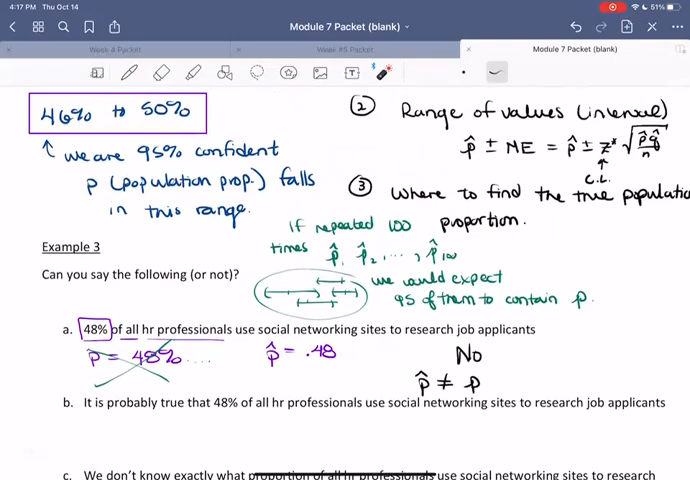 4:17 PM Thu Oct 14
51%
Module 7 Packet (blank)
Week 4 Packet
Week #5 Packet
Module 7 Packet (blank)
46% to 50%
↑ we are 95% confident
p (population prop.) falls
in this range.
② Range of values (interval)
p̂ ± ME = p̂ ± z* √(p̂q̂/n)
↑
C.L.
③ Where to find the true population
proportion.
If repeated 100
times p̂₁ p̂₂ , ..., p̂₁₀₀
we would expect
95 of them to contain p.
Example 3
Can you say the following (or not)?
a. 48% of all hr professionals use social networking sites to research job applicants
p = 48% ....
p̂ = .48
No
p̂ ≠ p
b. It is probably true that 48% of all hr professionals use social networking sites to research job applicants
c. We don't know exactly what proportion of all hr professionals use social networking sites to research